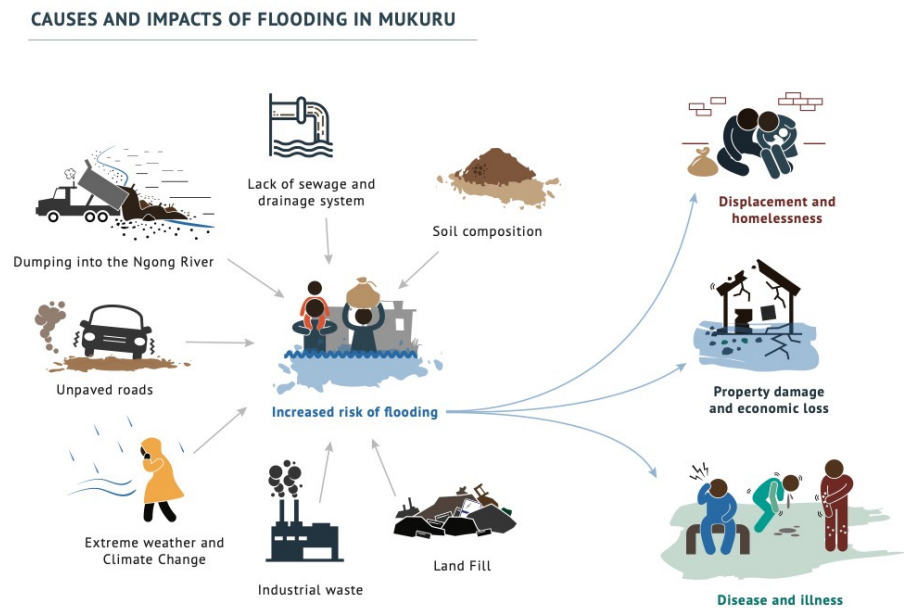 CAUSES AND IMPACTS OF FLOODING IN MUKURU
Lack of sewage and
drainage system
Soil composition
Dumping into the Ngong River
Unpaved roads
Extreme weather and
Climate Change
Industrial waste
Land Fill
Increased risk of flooding
Displacement and
homelessness
Property damage
and economic loss
Disease and illness